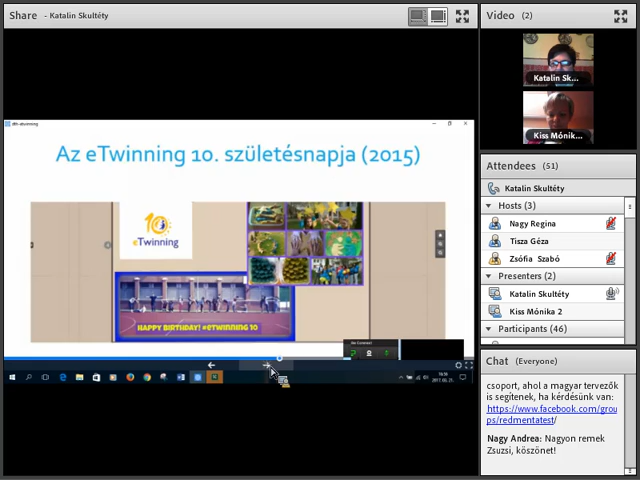 Share - Katalin Skultéty
Az eTwinning 10. születésnapja (2015)
10
eTwinning
HAPPY BIRTHDAY! #ETWINNING 10
Video (2)
Katalin Sk...
Kiss Mónik...
Attendees (51)
Katalin Skultéty
Hosts (3)
Nagy Regina
Tisza Géza
Zsófia Szabó
Presenters (2)
Katalin Skultéty
Kiss Mónika 2
Participants (46)
Chat (Everyone)
csoport, ahol a magyar tervezők
is segítenek, ha kérdésünk van:
https://www.facebook.com/grou
ps/redmentatest/
Nagy Andrea: Nagyon remek
Zsuzsi, köszönet!